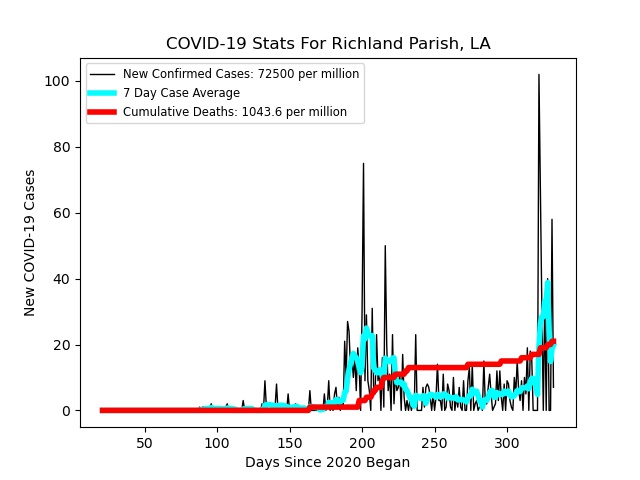 COVID-19 Stats For Richland Parish, LA
New Confirmed Cases: 72500 per million
7 Day Case Average
Cumulative Deaths: 1043.6 per million
New COVID-19 Cases
100
80
60
40
20
0
50
100
150
200
250
300
Days Since 2020 Began